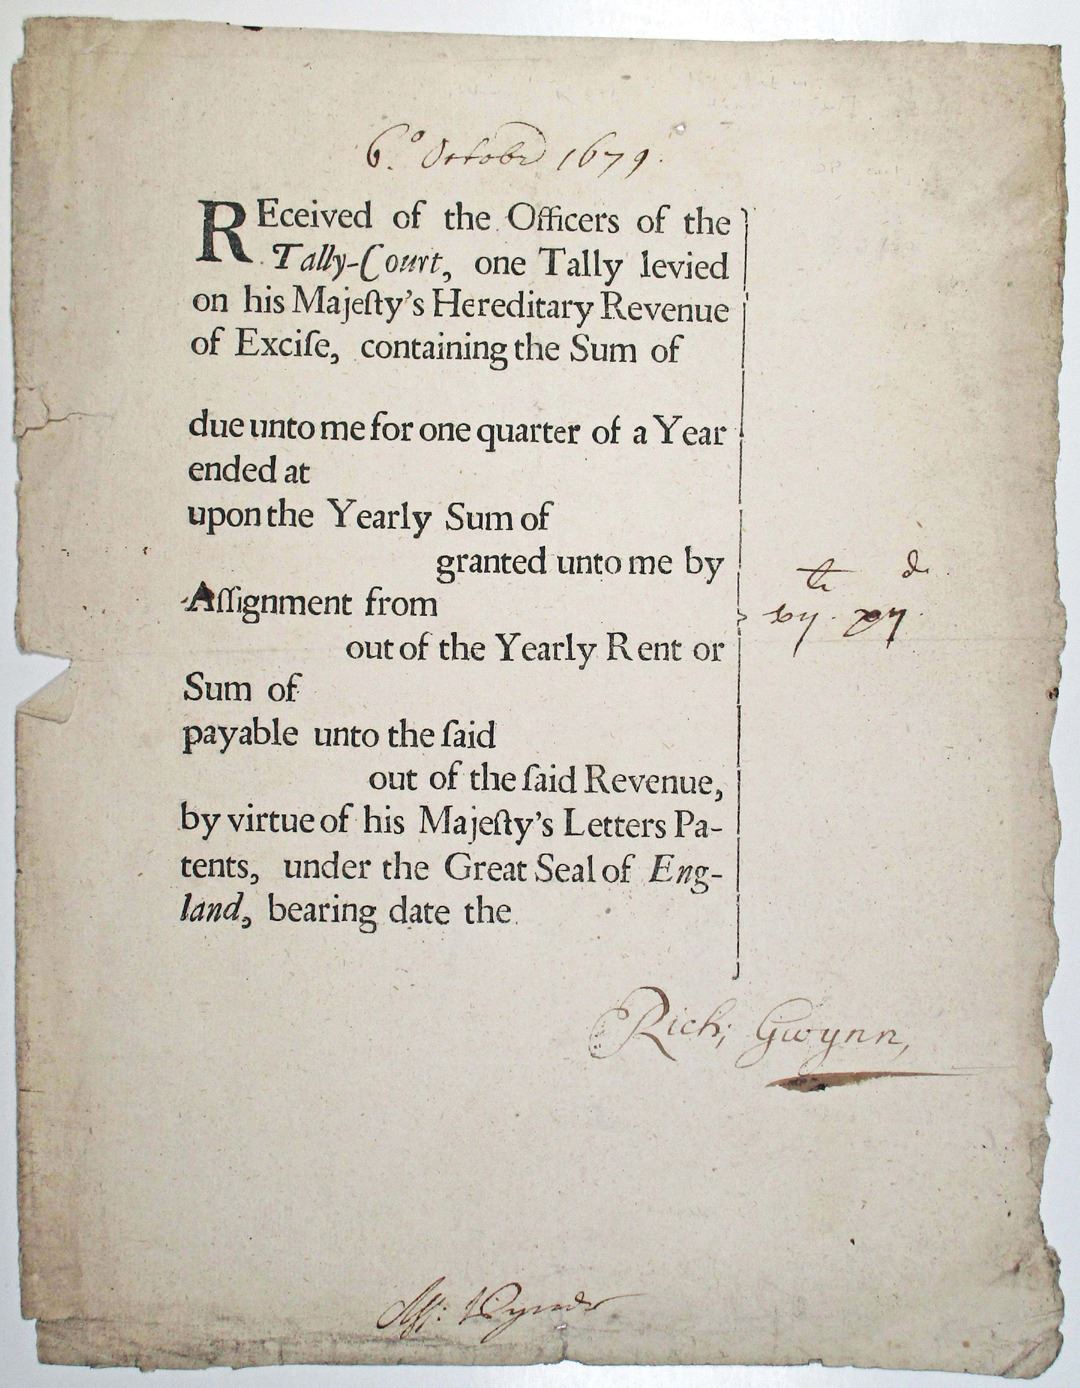 6.º Octobr 1679.
REceived of the Officers of the
Tally-Court, one Tally levied
on his Majeſty's Hereditary Revenue
of Exciſe, containing the Sum of
due unto me for one quarter of a Year
ended at
upon the Yearly Sum of
granted unto me by
Aſſignment from
out of the Yearly Rent or
Sum of
payable unto the ſaid
out of the ſaid Revenue,
by virtue of his Majeſty's Letters Pa-
tents, under the Great Seal of Eng-
land, bearing date the
Rich; Gwynn,